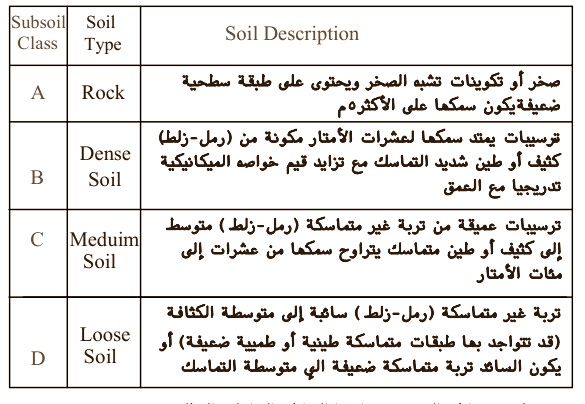 Subsoil Class Soil Type Soil Description
A Rock صخر أو تكوينات تشبه الصخر ويحتوى على طبقة سطحية
ضعيفة يكون سمكها على الأكثر ٥م
B Dense Soil ترسيبات يمتد سمكها لعشرات الأمتار مكونة من (رمل-زلط)
كثيف أو طين شديد التماسك مع تزايد قيم خواصه الميكانيكية
تدريجيا مع العمق
C Meduim Soil ترسيبات عميقة من تربة غير متماسكة (رمل-زلط) متوسط
إلى كثيف أو طين متماسك يتراوح سمكها من عشرات إلى
مئات الأمتار
D Loose Soil تربة غير متماسكة (رمل-زلط) سائبة إلى متوسطة الكثافة
(قد تتواجد بها طبقات متماسكة طينية أو طميية ضعيفة) أو
يكون السائد تربة متماسكة ضعيفة الي متوسطة التماسك